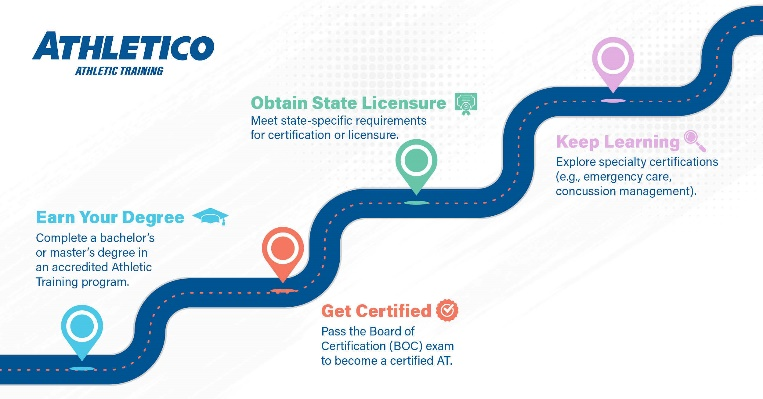 ATHLETICO
ATHLETIC TRAINING
Earn Your Degree
Complete a bachelor's
or master's degree in
an accredited Athletic
Training program.
Get Certified
Pass the Board of
Certification (BOC) exam
to become a certified AT.
Obtain State Licensure
Meet state-specific requirements
for certification or licensure.
Keep Learning
Explore specialty certifications
(e.g., emergency care,
concussion management).